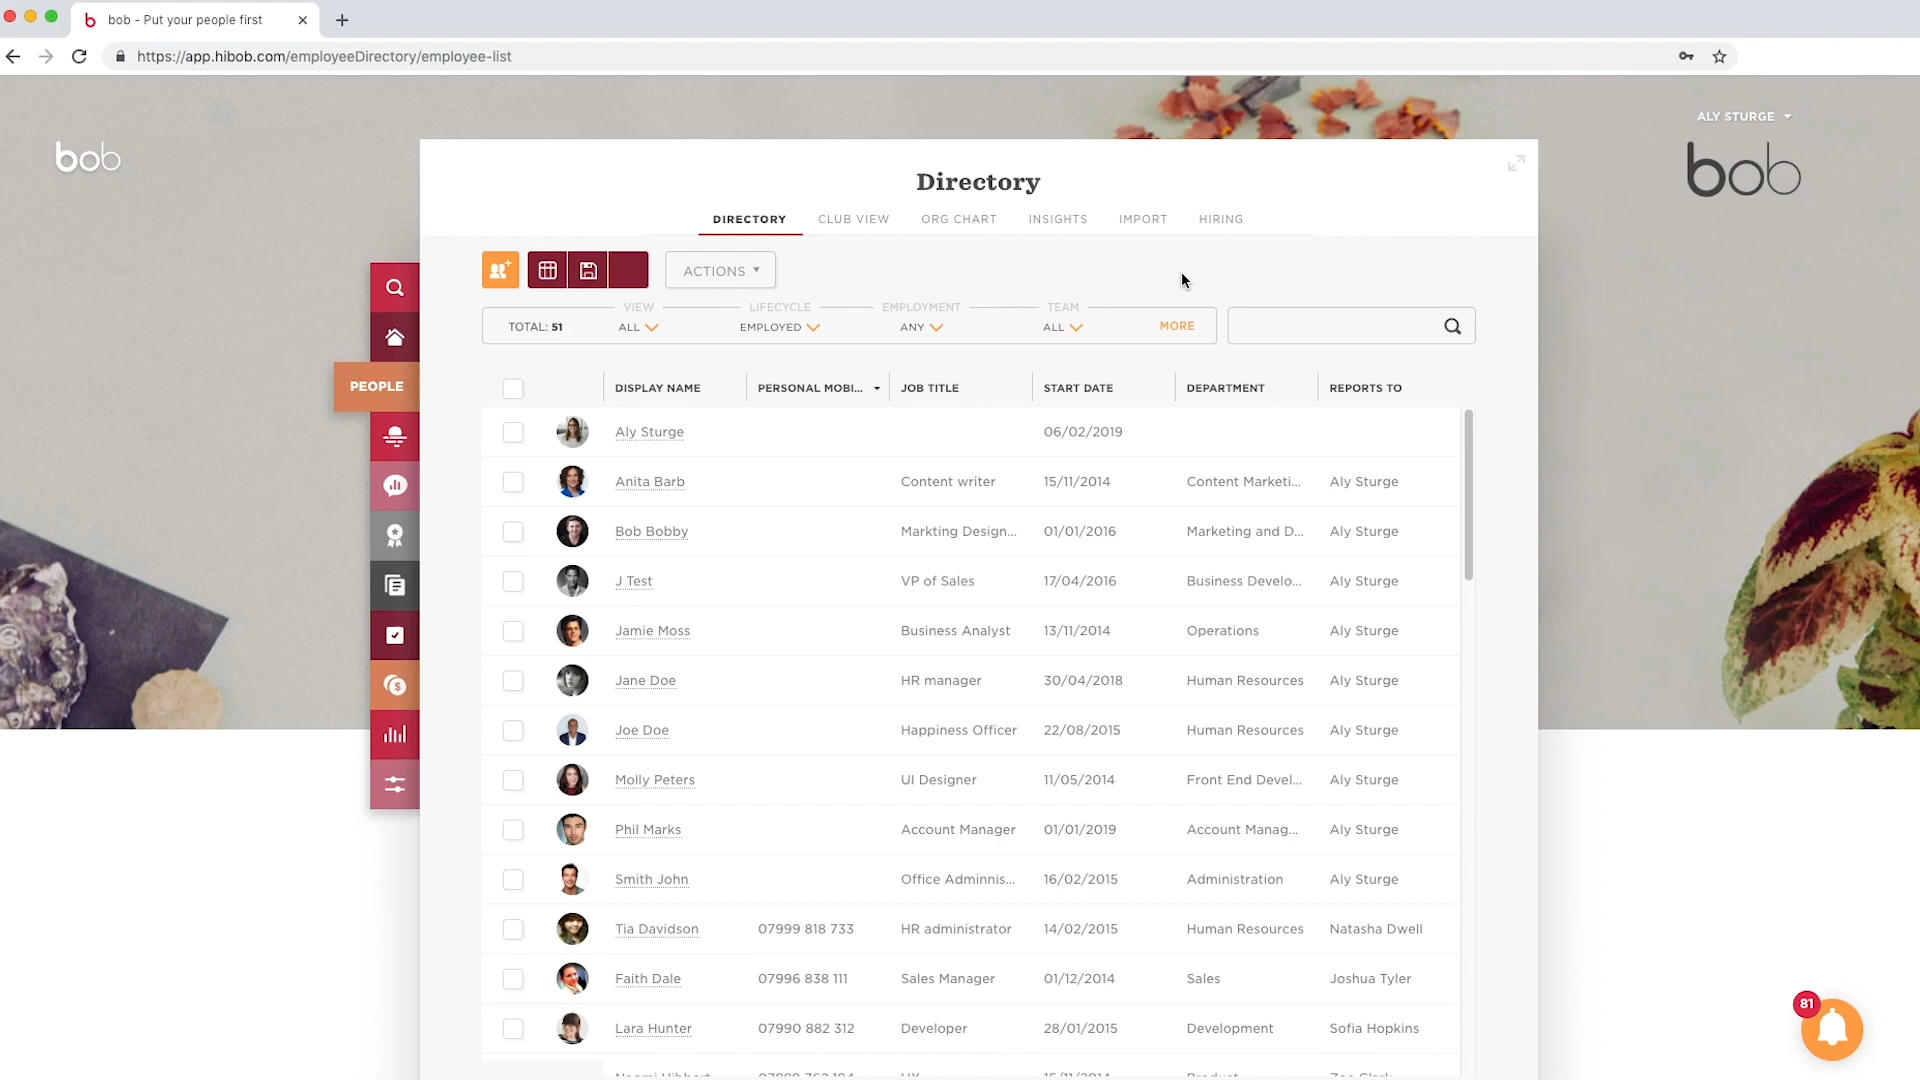 bob - Put your people first
https://app.hibob.com/employeeDirectory/employee-list
ALY STURGE
bob
bob
Directory
DIRECTORY CLUB VIEW ORG CHART INSIGHTS IMPORT HIRING
ACTIONS
VIEW LIFECYCLE EMPLOYMENT TEAM
TOTAL: 51 ALL EMPLOYED ANY ALL MORE
PEOPLE
DISPLAY NAME PERSONAL MOBI... JOB TITLE START DATE DEPARTMENT REPORTS TO
Aly Sturge 06/02/2019
Anita Barb Content writer 15/11/2014 Content Marketi... Aly Sturge
Bob Bobby Markting Design... 01/01/2016 Marketing and D... Aly Sturge
J Test VP of Sales 17/04/2016 Business Develo... Aly Sturge
Jamie Moss Business Analyst 13/11/2014 Operations Aly Sturge
Jane Doe HR manager 30/04/2018 Human Resources Aly Sturge
Joe Doe Happiness Officer 22/08/2015 Human Resources Aly Sturge
Molly Peters UI Designer 11/05/2014 Front End Devel... Aly Sturge
Phil Marks Account Manager 01/01/2019 Account Manag... Aly Sturge
Smith John Office Adminnis... 16/02/2015 Administration Aly Sturge
Tia Davidson 07999 818 733 HR administrator 14/02/2015 Human Resources Natasha Dwell
Faith Dale 07996 838 111 Sales Manager 01/12/2014 Sales Joshua Tyler
Lara Hunter 07990 882 312 Developer 28/01/2015 Development Sofia Hopkins
81